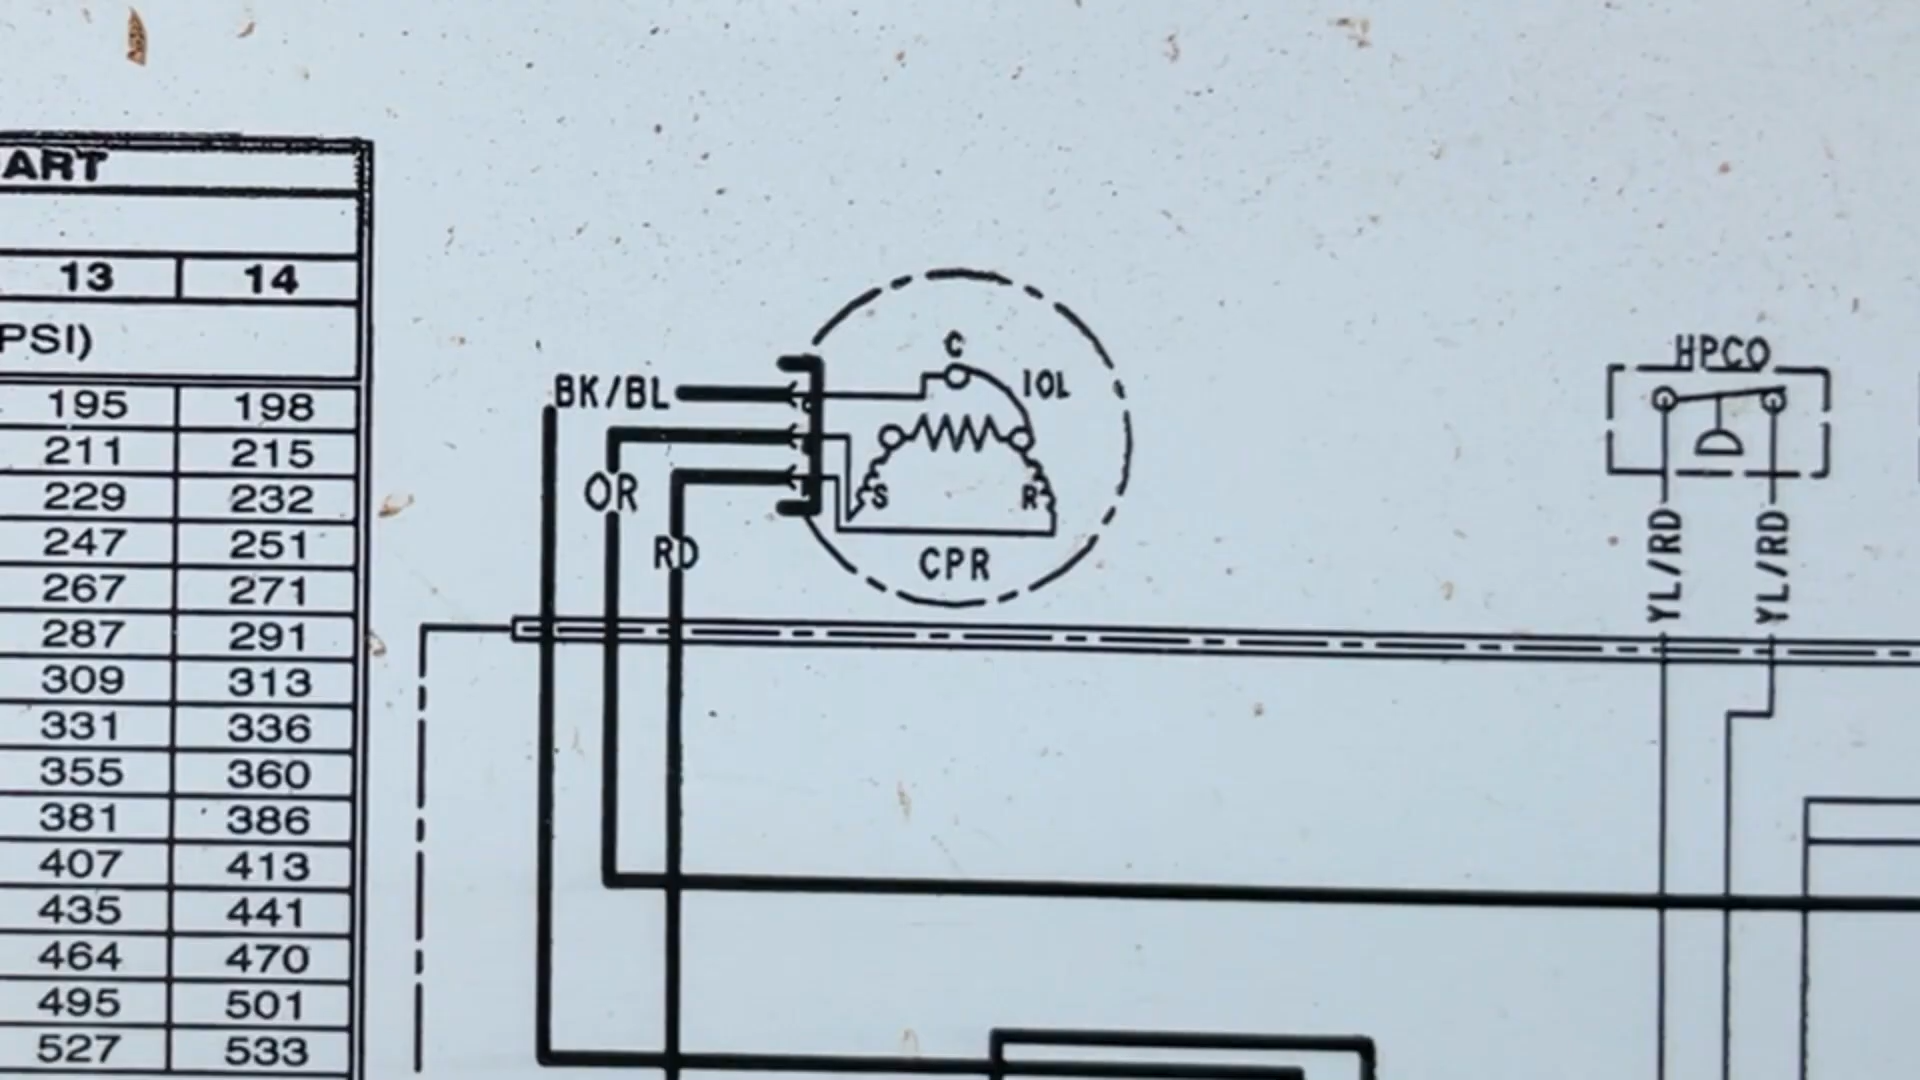 ART
13 14
PSI)
195 198
211 215
229 232
247 251
267 271
287 291
309 313
331 336
355 360
381 386
407 413
435 441
464 470
495 501
527 533
BK/BL
OR
RD
C
IOL
S
R
CPR
HPCO
YL/RD
YL/RD